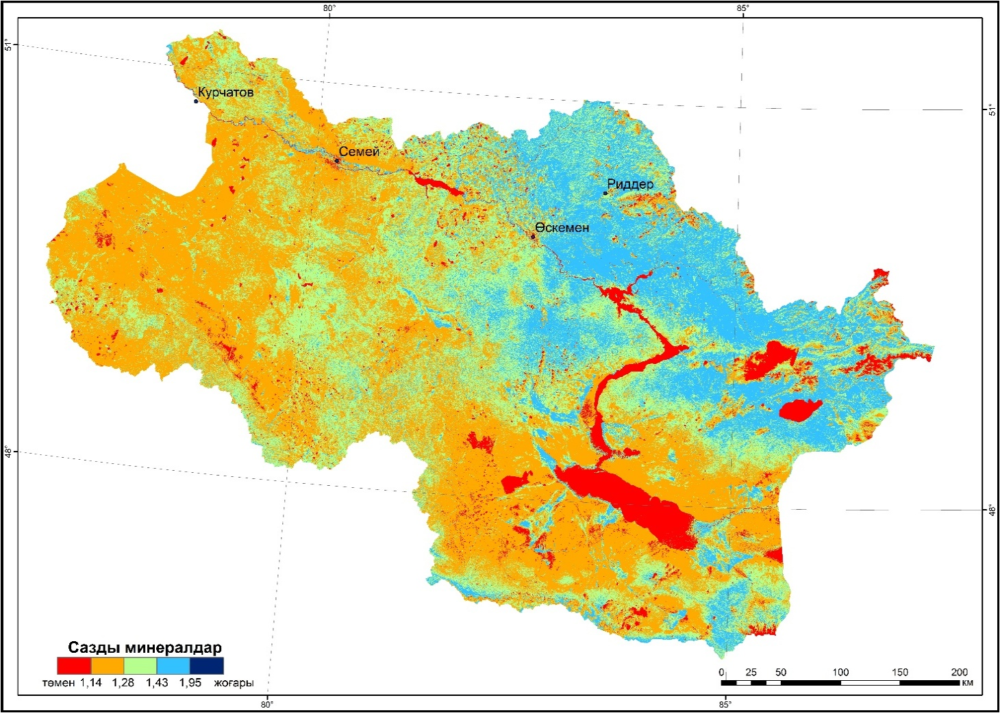 80° 85°
51°
Курчатов
51°
Семей
Риддер
Өскемен
48°
48°
Сазды минералдар
төмен 1,14 1,28 1,43 1,95 жоғары
0 25 50 100 150 200
км
80° 85°